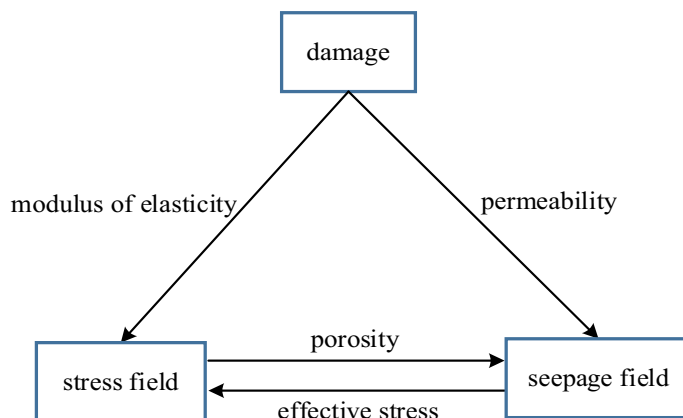 damage
modulus of elasticity
permeability
porosity
stress field
seepage field
effective stress